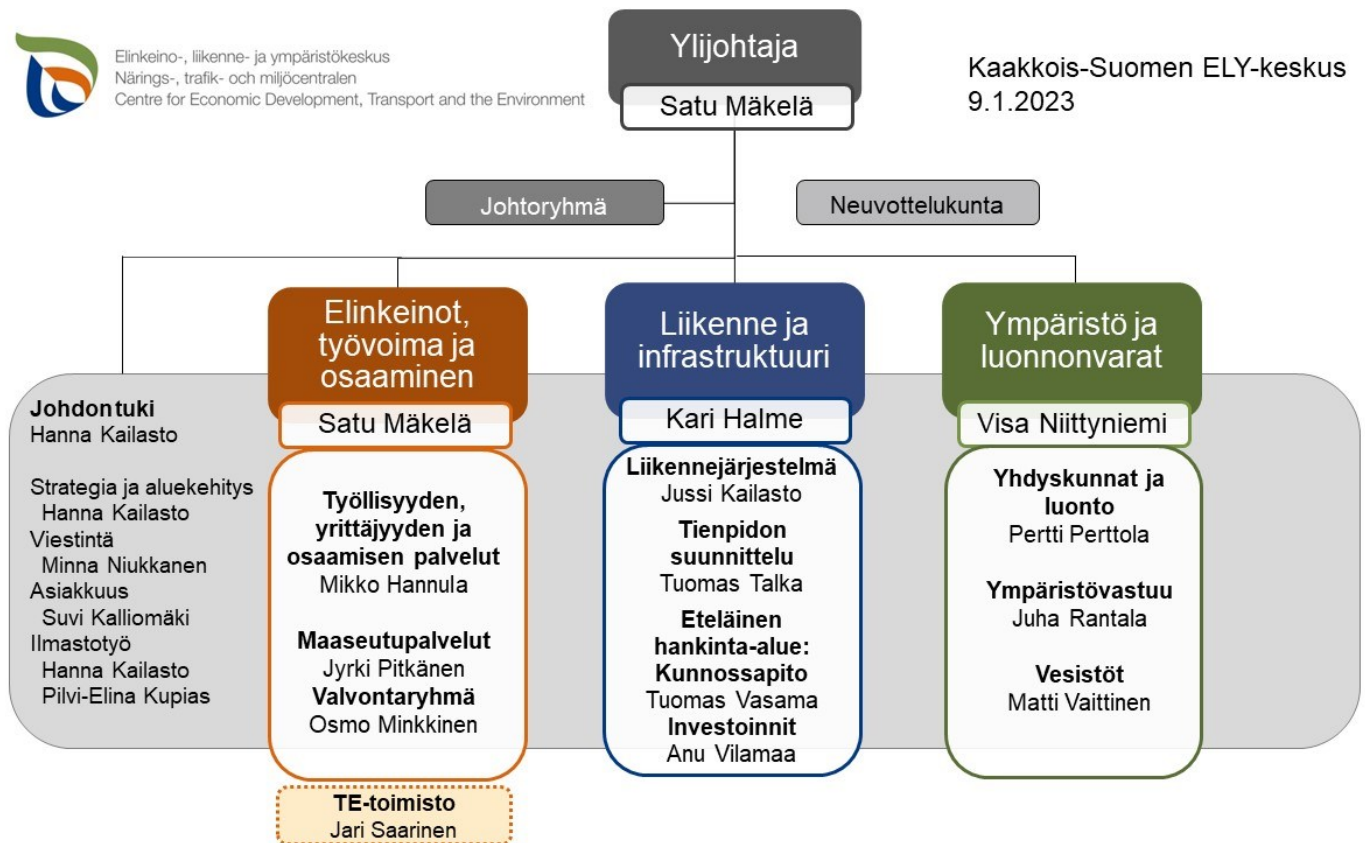 Elinkeino-, liikenne- ja ympäristökeskus
Närings-, trafik- och miljöcentralen
Centre for Economic Development, Transport and the Environment
Ylijohtaja
Satu Mäkelä
Kaakkois-Suomen ELY-keskus
9.1.2023
Johtoryhmä
Neuvottelukunta
Johdontuki
Hanna Kailasto
Strategia ja aluekehitys
Hanna Kailasto
Viestintä
Minna Niukkanen
Asiakkuus
Suvi Kalliomäki
Ilmastotyö
Hanna Kailasto
Pilvi-Elina Kupias
Elinkeinot,
työvoima ja
osaaminen
Satu Mäkelä
Työllisyyden,
yrittäjyyden ja
osaamisen palvelut
Mikko Hannula
Maaseutupalvelut
Jyrki Pitkänen
Valvontaryhmä
Osmo Minkkinen
TE-toimisto
Jari Saarinen
Liikenne ja
infrastruktuuri
Kari Halme
Liikennejärjestelmä
Jussi Kailasto
Tienpidon
suunnittelu
Tuomas Talka
Eteläinen
hankinta-alue:
Kunnossapito
Tuomas Vasama
Investoinnit
Anu Vilamaa
Ympäristö ja
luonnonvarat
Visa Niittyniemi
Yhdyskunnat ja
luonto
Pertti Perttola
Ympäristövastuu
Juha Rantala
Vesistöt
Matti Vaittinen